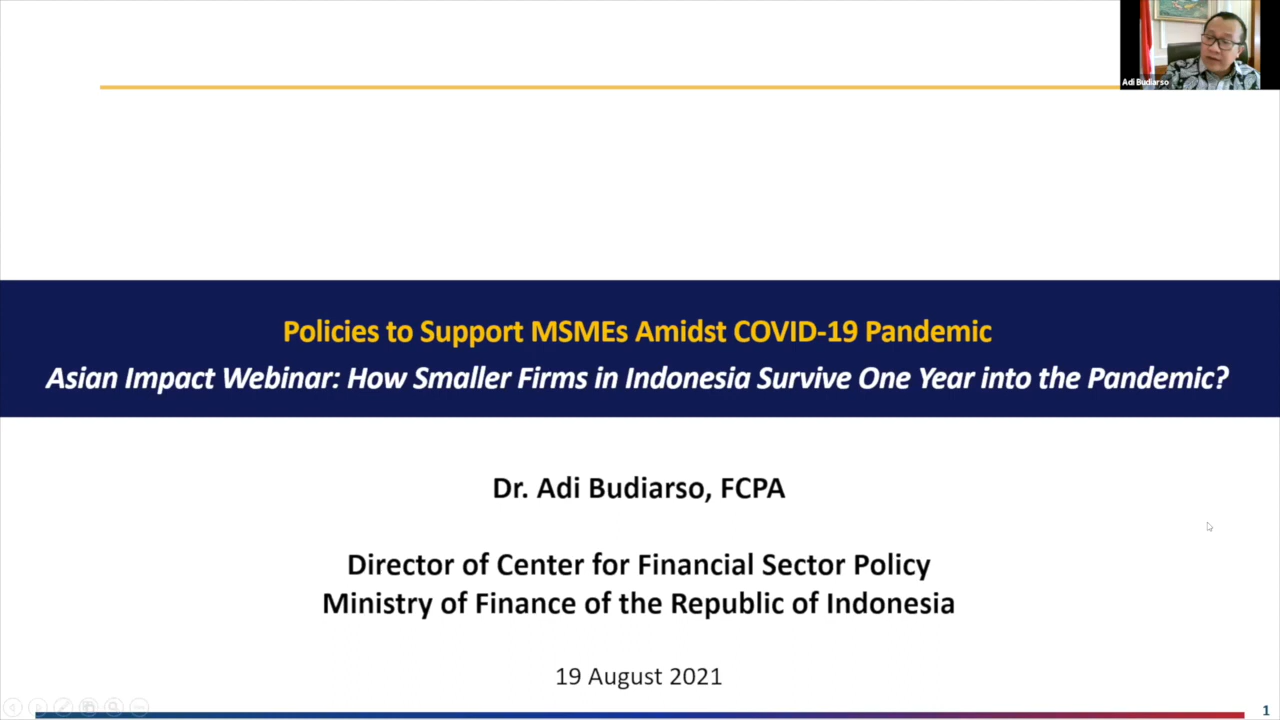 Adi Budiarso
Policies to Support MSMEs Amidst COVID-19 Pandemic
Asian Impact Webinar: How Smaller Firms in Indonesia Survive One Year into the Pandemic?
Dr. Adi Budiarso, FCPA
Director of Center for Financial Sector Policy
Ministry of Finance of the Republic of Indonesia
19 August 2021
1